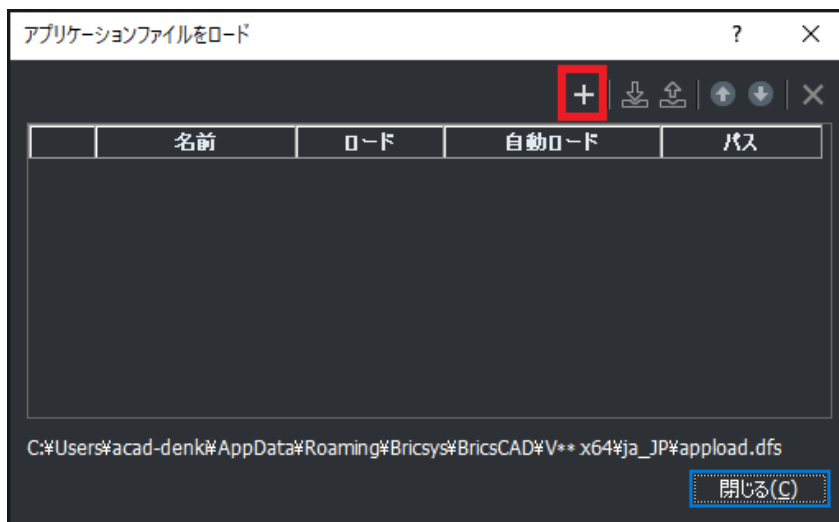 アプリケーションファイルをロード ?
名前 ロード 自動ロード パス
C:¥Users¥acad-denki¥AppData¥Roaming¥Bricsys¥BricsCAD¥V** x64¥ja_JP¥appload.dfs
閉じる(C)